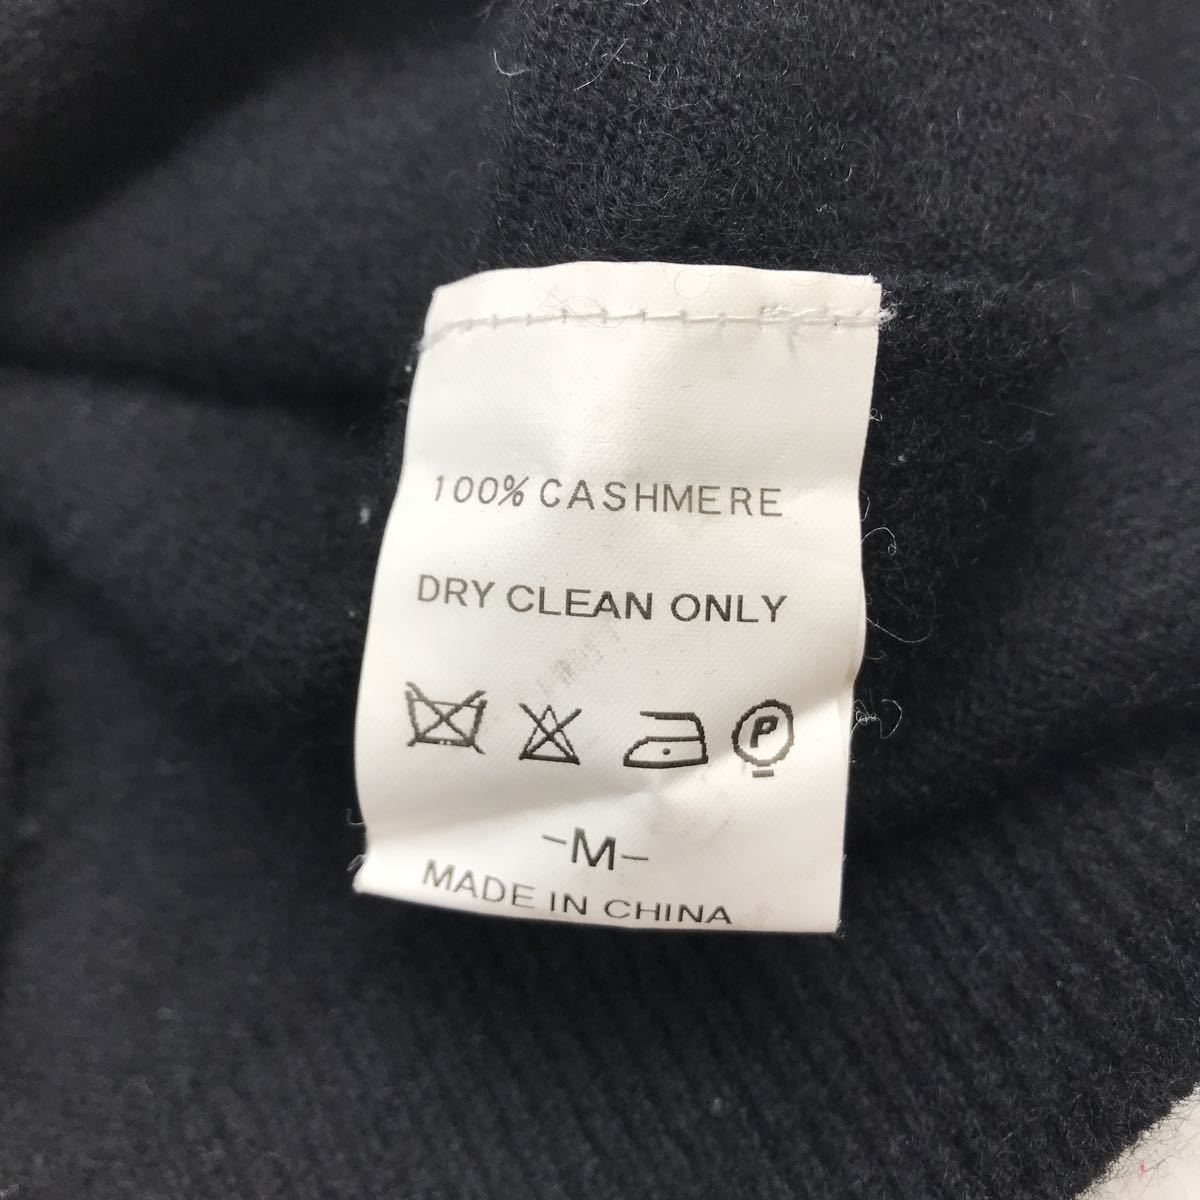 100% CASHMERE
DRY CLEAN ONLY
P
-M-
MADE IN CHINA